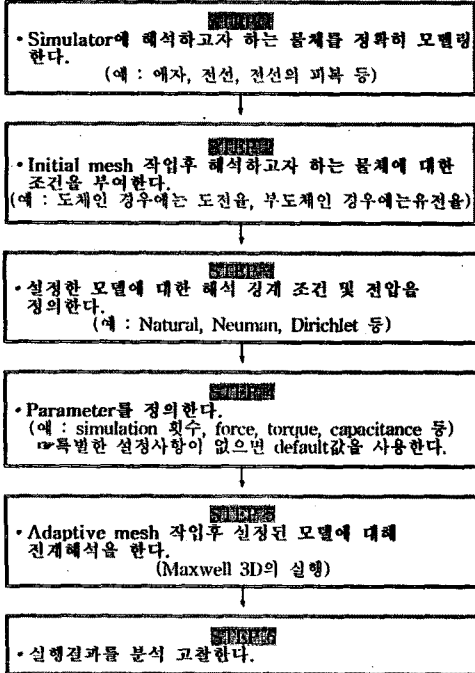 • Simulator에 해석하고자 하는 물체를 정확히 모델링
한다.
(예 : 애자, 전선, 전선의 피복 등)
• Initial mesh 작업후 해석하고자 하는 물체에 대한
조건을 부여한다.
(예 : 도체인 경우에는 도전율, 부도체인 경우에는유전율)
• 설정한 모델에 대한 해석 경계 조건 및 전압을
정의한다.
(예 : Natural, Neuman, Dirichlet 등)
• Parameter를 정의한다.
(예 : simulation 횟수, force, torque, capacitance 등)
☞특별한 설정사항이 없으면 default값을 사용한다.
STEP 5
• Adaptive mesh 작업후 설정된 모델에 대해
전계해석을 한다.
(Maxwell 3D의 실행)
STEP 6
• 실행결과를 분석 고찰한다.